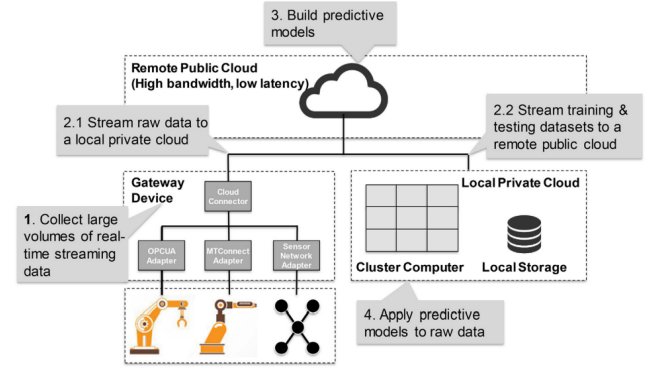 3. Build predictive
models
Remote Public Cloud
(High bandwidth, low latency)
2.1 Stream raw data to
a local private cloud
2.2 Stream training &
testing datasets to a
remote public cloud
Gateway
Device
Cloud
Connector
Local Private Cloud
1. Collect large
volumes of real-
time streaming
data
OPCUA
Adapter
MTConnect
Adapter
Sensor
Network
Adapter
Cluster Computer
Local Storage
4. Apply predictive
models to raw data